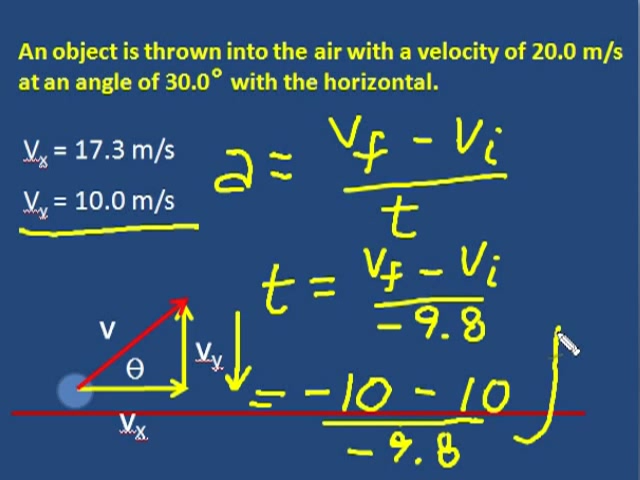 An object is thrown into the air with a velocity of 20.0 m/s
at an angle of 30.0° with the horizontal.
Vx = 17.3 m/s
Vy = 10.0 m/s
a = Vf - Vi / t
t = Vf - Vi / -9.8
= -10 - 10 / -9.8
V
θ
Vy
Vx